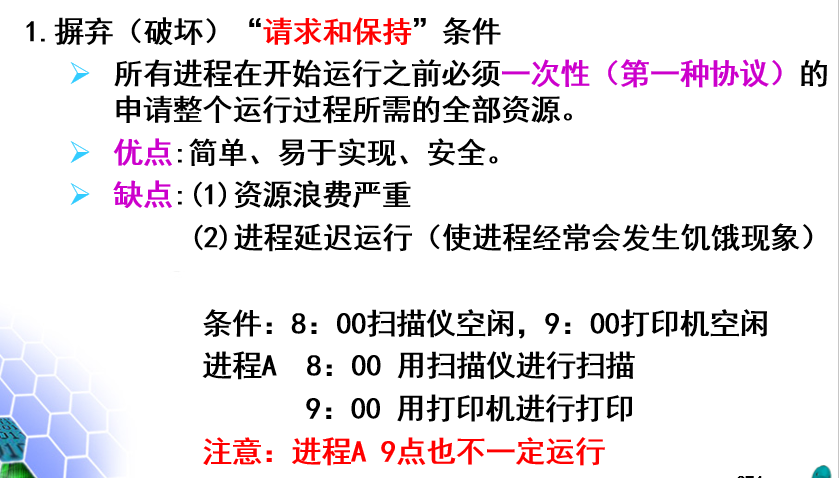 1.摒弃（破坏）“请求和保持”条件
所有进程在开始运行之前必须一次性（第一种协议）的
申请整个运行过程所需的全部资源。
优点:简单、易于实现、安全。
缺点:(1)资源浪费严重
(2)进程延迟运行（使进程经常会发生饥饿现象）
条件：8：00扫描仪空闲，9：00打印机空闲
进程A 8：00 用扫描仪进行扫描
9：00 用打印机进行打印
注意：进程A 9点也不一定运行